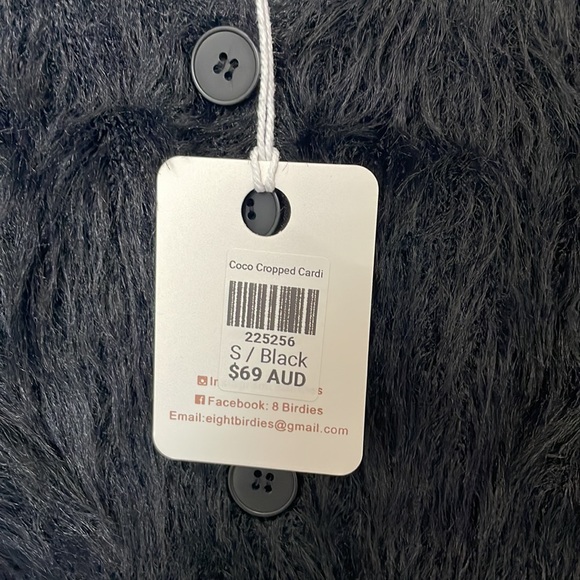 Coco Cropped Cardi
225256
S / Black
$69 AUD
Facebook: 8 Birdies
Email:eightbirdies@gmail.com